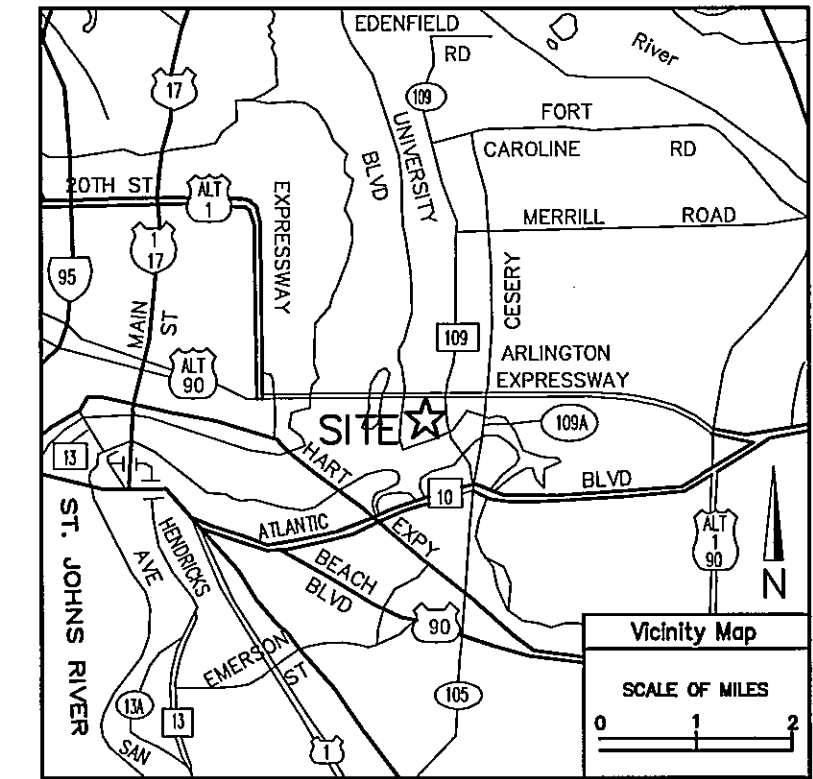 EDENFIELD
RD
River
17
109
FORT
UNIVERSITY
BLVD
CAROLINE RD
20TH ST
ALT
1
EXPRESSWAY
MERRILL ROAD
1
17
95
MAIN
ST
CESERY
109
ALT
90
ARLINGTON
EXPRESSWAY
SITE
109A
13
HART
EXPY
10
BLVD
ATLANTIC
ALT
1
90
ST. JOHNS RIVER
AVE
HENDRICKS
BEACH
BLVD
N
90
EMERSON
ST
Vicinity Map
SCALE OF MILES
0 1 2
13A
13
105
SAN
1